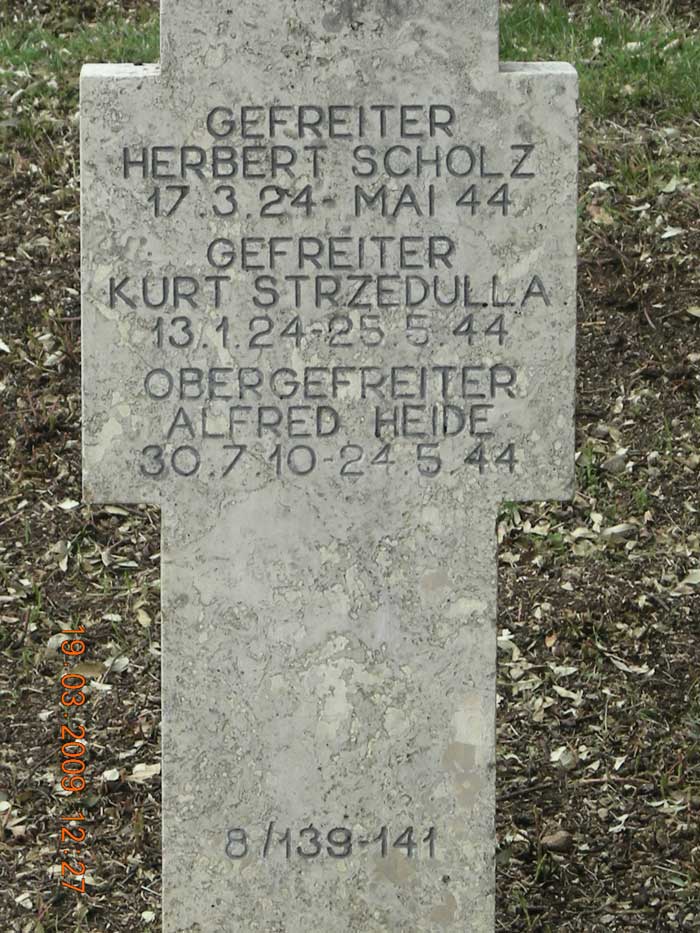 GEFREITER
HERBERT SCHOLZ
17.3.24- MAI 44
GEFREITER
KURT STRZEDULLA
13.1.24-25.5.44
OBERGEFREITER
ALFRED HEIDE
30.7.10-24.5.44
8/139-141
19.03.2009 12:27